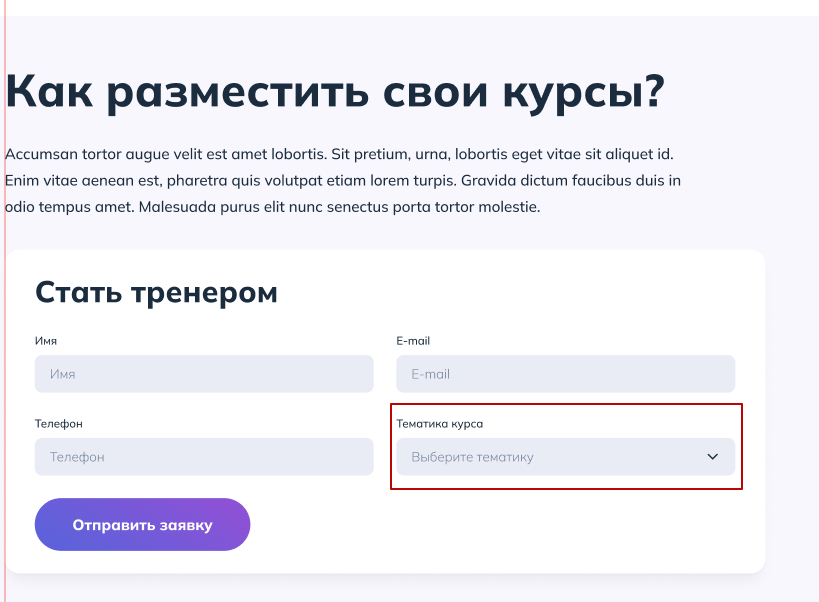 Как разместить свои курсы?
Accumsan tortor augue velit est amet lobortis. Sit pretium, urna, lobortis eget vitae sit aliquet id.
Enim vitae aenean est, pharetra quis volutpat etiam lorem turpis. Gravida dictum faucibus duis in
odio tempus amet. Malesuada purus elit nunc senectus porta tortor molestie.
Стать тренером
Имя
Имя
E-mail
E-mail
Телефон
Телефон
Тематика курса
Выберите тематику
Отправить заявку